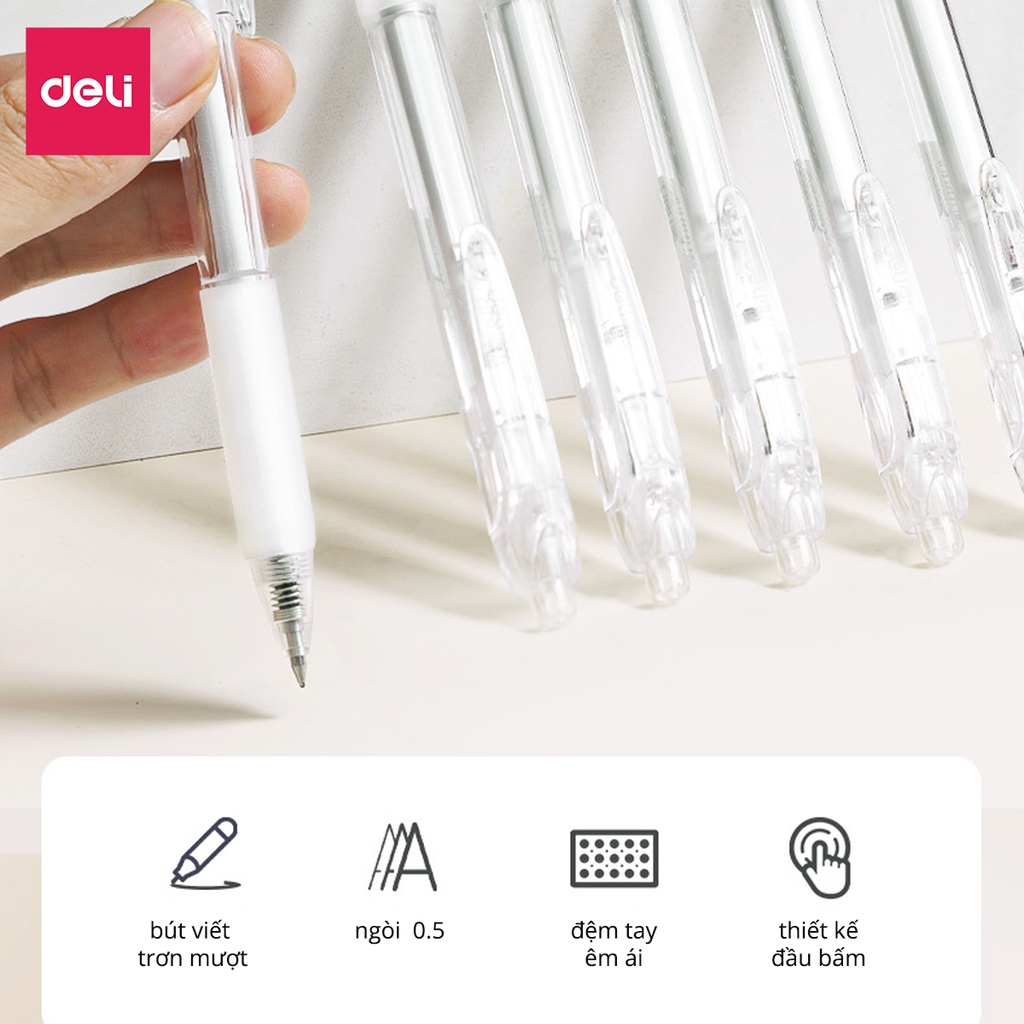 deli
bút viết
trơn mượt
ngòi 0.5
đệm tay
êm ái
thiết kế
đầu bấm